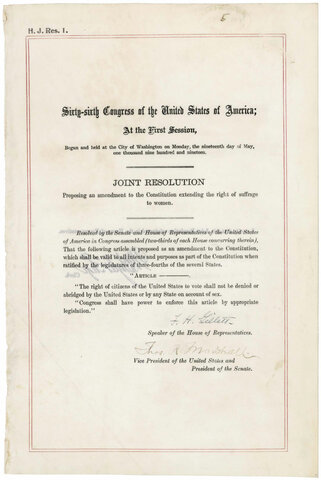 5
H. J. Res. 1.
Sixty-sixth Congress of the United States of America;
At the First Session,
Begun and held at the City of Washington on Monday, the nineteenth day of May,
one thousand nine hundred and nineteen.
JOINT RESOLUTION
Proposing an amendment to the Constitution extending the right of suffrage
to women.
Resolved by the Senate and House of Representatives of the United States
of America in Congress assembled (two-thirds of each House concurring therein),
That the following article is proposed as an amendment to the Constitution,
which shall be valid to all intents and purposes as part of the Constitution when
ratified by the legislatures of three-fourths of the several States.
"ARTICLE ————.
"The right of citizens of the United States to vote shall not be denied or
abridged by the United States or by any State on account of sex.
"Congress shall have power to enforce this article by appropriate
legislation."
F. H. Gillett
Speaker of the House of Representatives.
Thos. R. Marshall
Vice President of the United States and
President of the Senate.